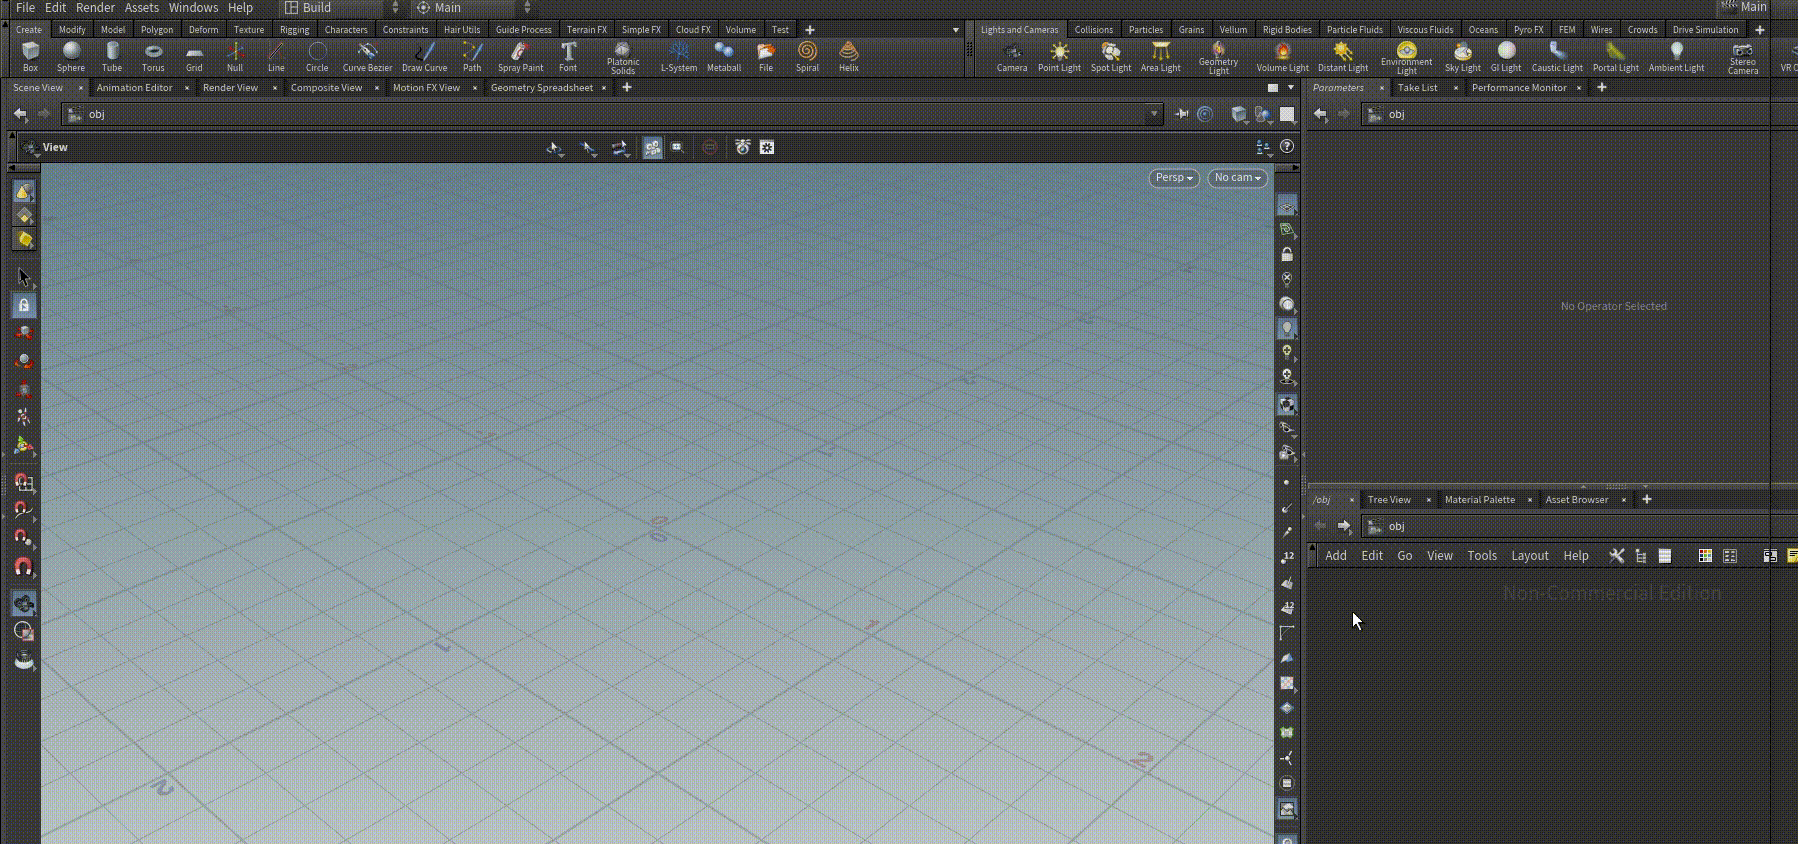 File Edit Render Assets Windows Help Build Main Main
Create Modify Model Polygon Deform Texture Rigging Characters Constraints Hair Utils Guide Process Terrain FX Simple FX Cloud FX Volume Test
Lights and Cameras Collisions Particles Grains Vellum Rigid Bodies Particle Fluids Viscous Fluids Oceans Pyro FX FEM Wires Crowds Drive Simulation
Box Sphere Tube Torus Grid Null Line Circle Curve Bezier Draw Curve Path Spray Paint Font Platonic Solids L-System Metaball File Spiral Helix
Camera Point Light Spot Light Area Light Geometry Light Volume Light Distant Light Environment Light Sky Light GI Light Caustic Light Portal Light Ambient Light Stereo Camera VR
Scene View Animation Editor Render View Composite View Motion FX View Geometry Spreadsheet
Parameters Take List Performance Monitor
obj
obj
View
Persp No cam
No Operator Selected
/obj Tree View Material Palette Asset Browser
obj
Add Edit Go View Tools Layout Help
Non-Commercial Edition
0
0
1
2
2
12
12